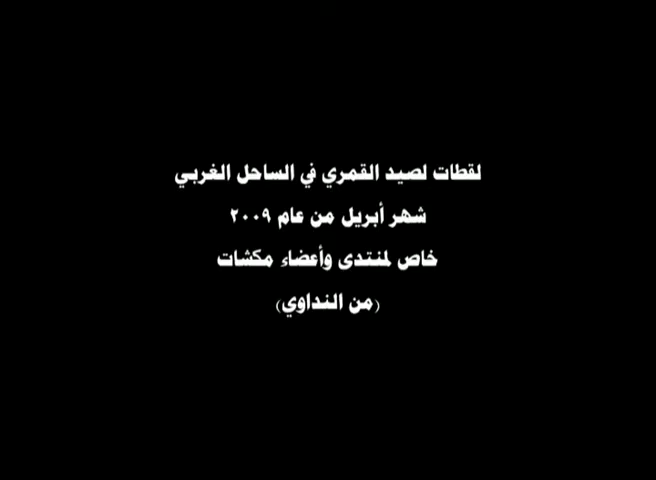 لقطات لصيد القمري في الساحل الغربي
شهر أبريل من عام ٢٠٠٩
خاص لمنتدى وأعضاء مكشات
(من النداوي)